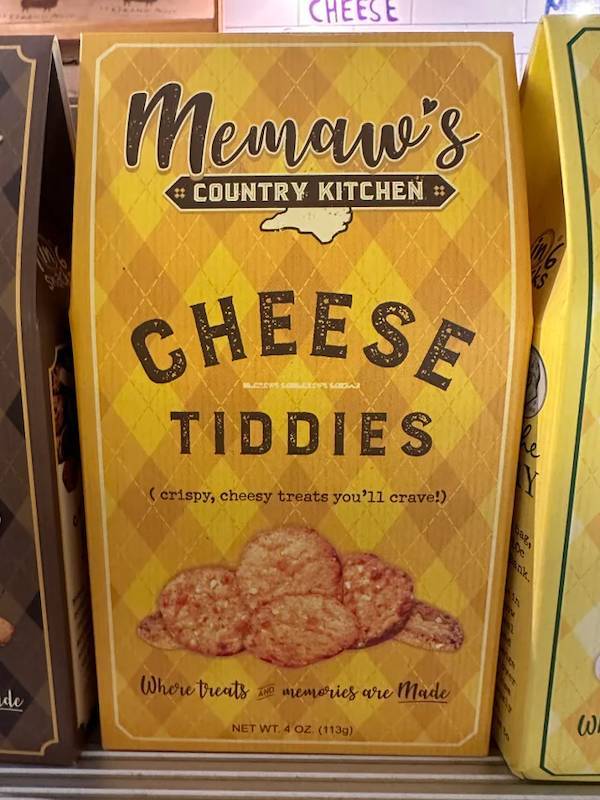 CHEESE
Memaw's
COUNTRY KITCHEN
CHEESE
TIDDIES
(crispy, cheesy treats you'll crave!)
Where treats AND memories are Made
NET WT. 4 OZ. (113g)